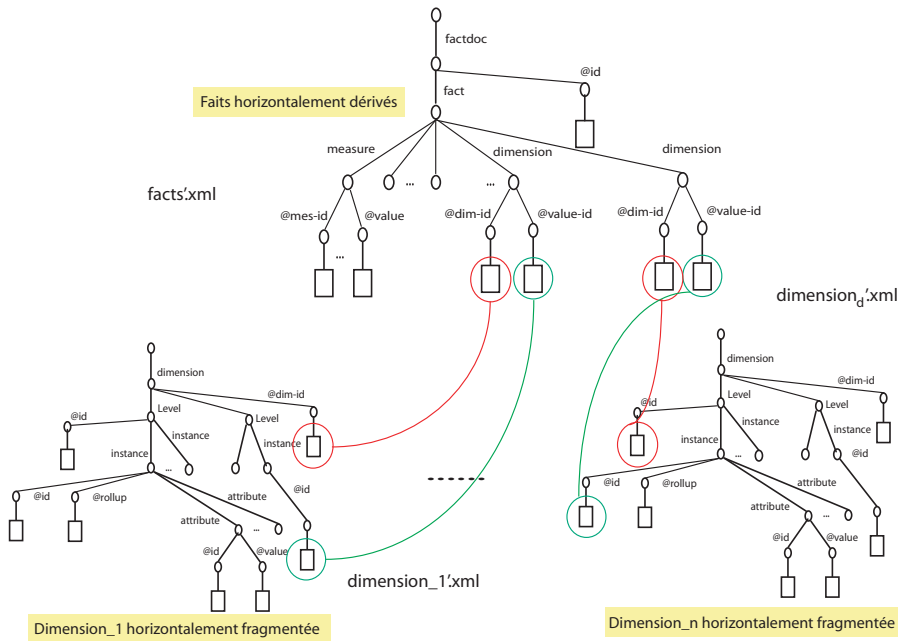 factdoc
@id
fact
Faits horizontalement dérivés
measure
dimension
dimension
...
...
facts'.xml
@mes-id
@value
@dim-id
@value-id
@dim-id
@value-id
...
dimension_d'.xml
dimension
@dim-id
@id
Level
Level
instance
instance
instance
...
@id
@rollup
attribute
attribute
@id
...
@id
@value
dimension_1'.xml
Dimension_1 horizontalement fragmentée
dimension
@dim-id
@id
Level
Level
instance
instance
instance
...
@id
@rollup
attribute
attribute
@id
...
@id
@value
Dimension_n horizontalement fragmentée